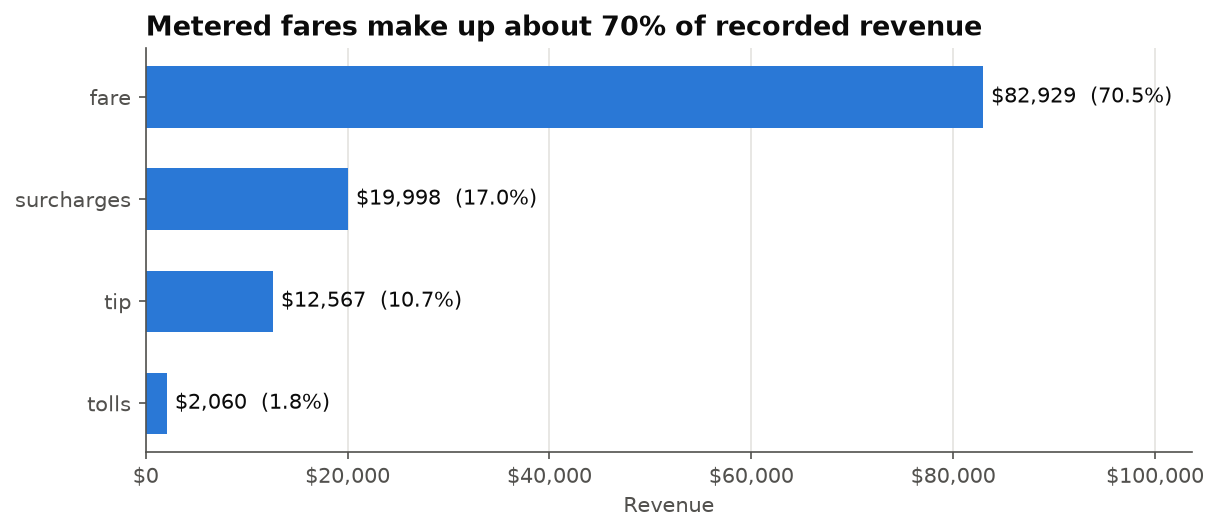 Metered fares make up about 70% of recorded revenue
fare $82,929 (70.5%)
surcharges $19,998 (17.0%)
tip $12,567 (10.7%)
tolls $2,060 (1.8%)
$0 $20,000 $40,000 $60,000 $80,000 $100,000
Revenue